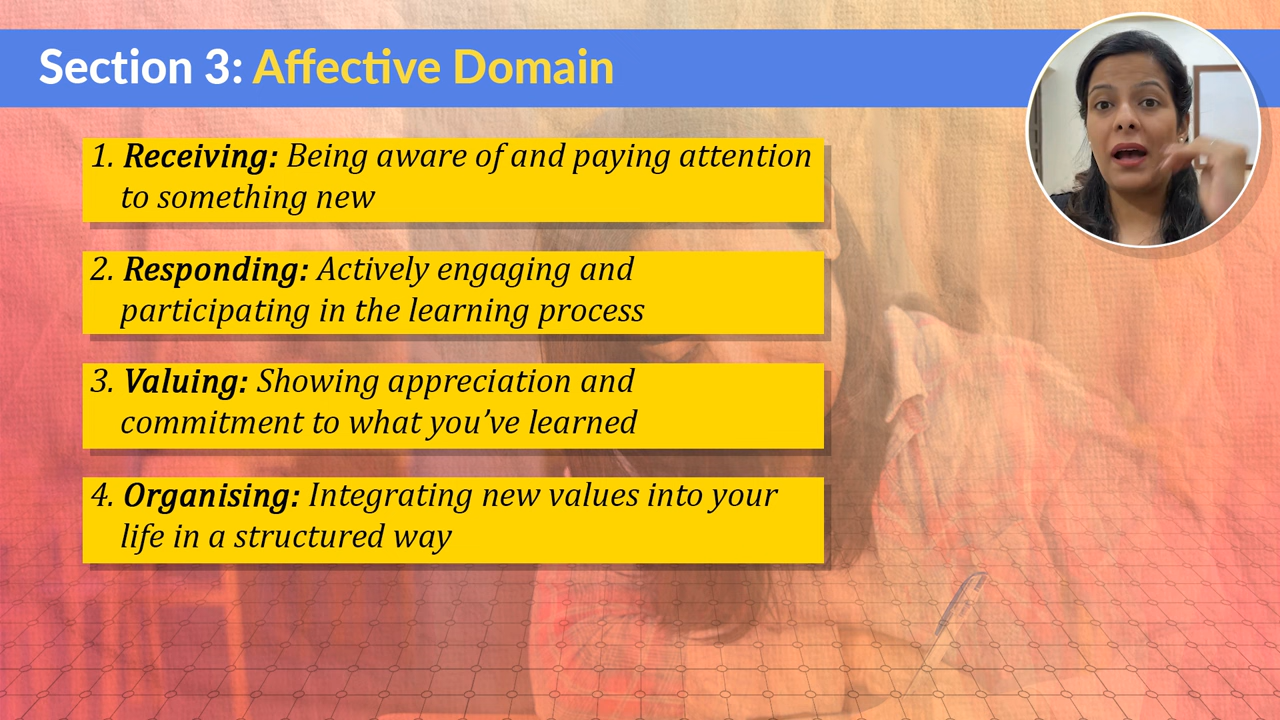 Section 3: Affective Domain
1. Receiving: Being aware of and paying attention
to something new
2. Responding: Actively engaging and
participating in the learning process
3. Valuing: Showing appreciation and
commitment to what you’ve learned
4. Organising: Integrating new values into your
life in a structured way